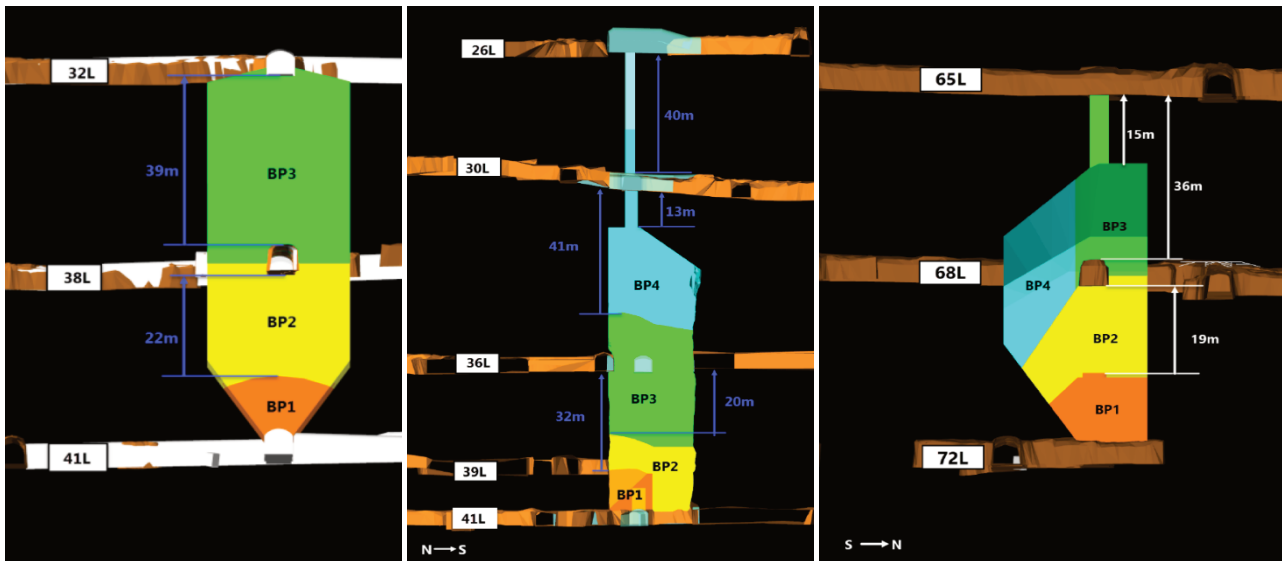 32L
39m
BP3
38L
BP2
22m
BP1
41L
26L
40m
30L
13m
41m
BP4
36L
BP3
20m
32m
BP2
39L
BP1
41L
N → S
65L
15m
36m
BP3
68L
BP4
BP2
19m
BP1
72L
S → N